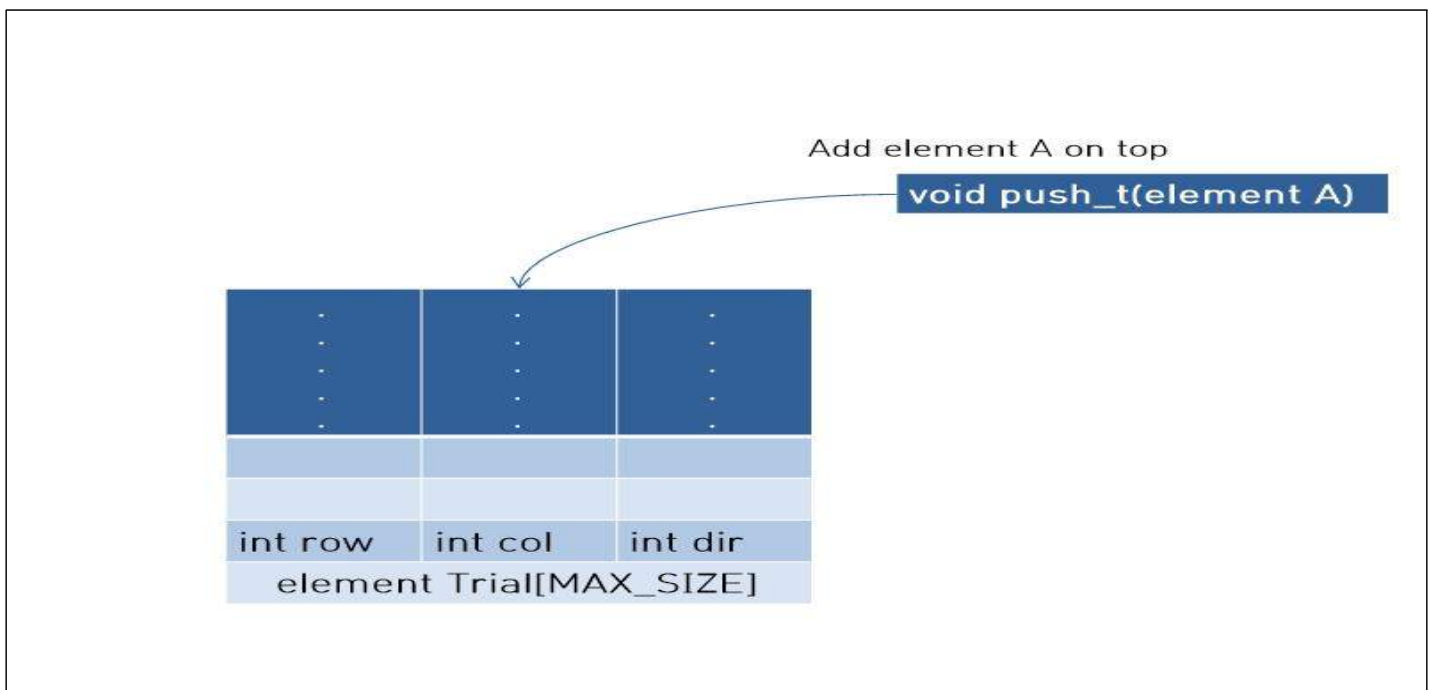 Add element A on top
void push_t(element A)
int row int col int dir
element Trial[MAX_SIZE]